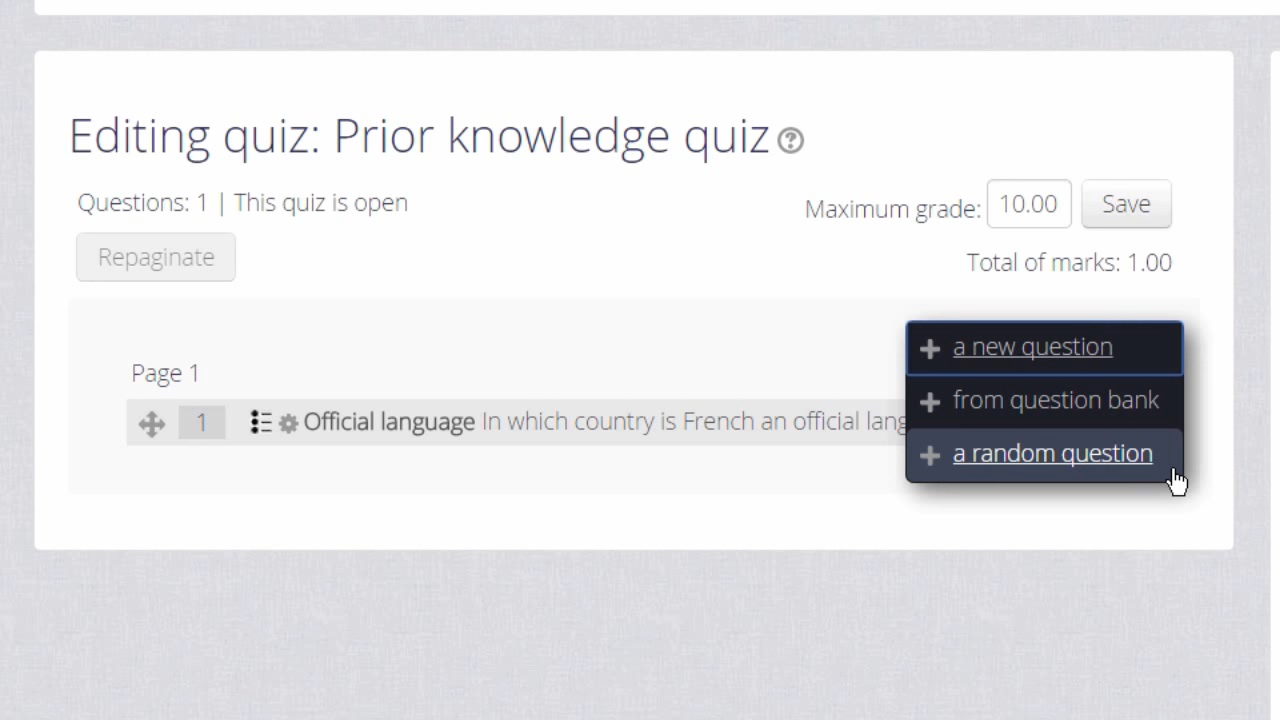 Editing quiz: Prior knowledge quiz
Questions: 1 | This quiz is open
Maximum grade: 10.00 Save
Repaginate
Total of marks: 1.00
a new question
Page 1
from question bank
1 Official language In which country is French an official lang
a random question